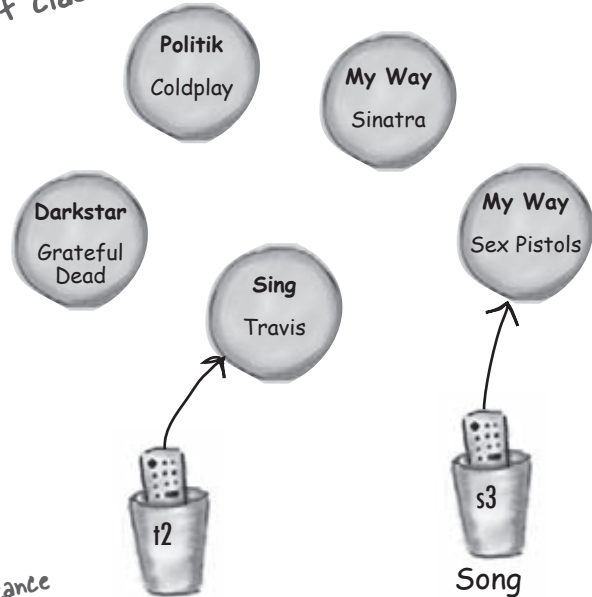 Politik
Coldplay
My Way
Sinatra
Darkstar
Grateful
Dead
My Way
Sex Pistols
Sing
Travis
t2
s3
Song